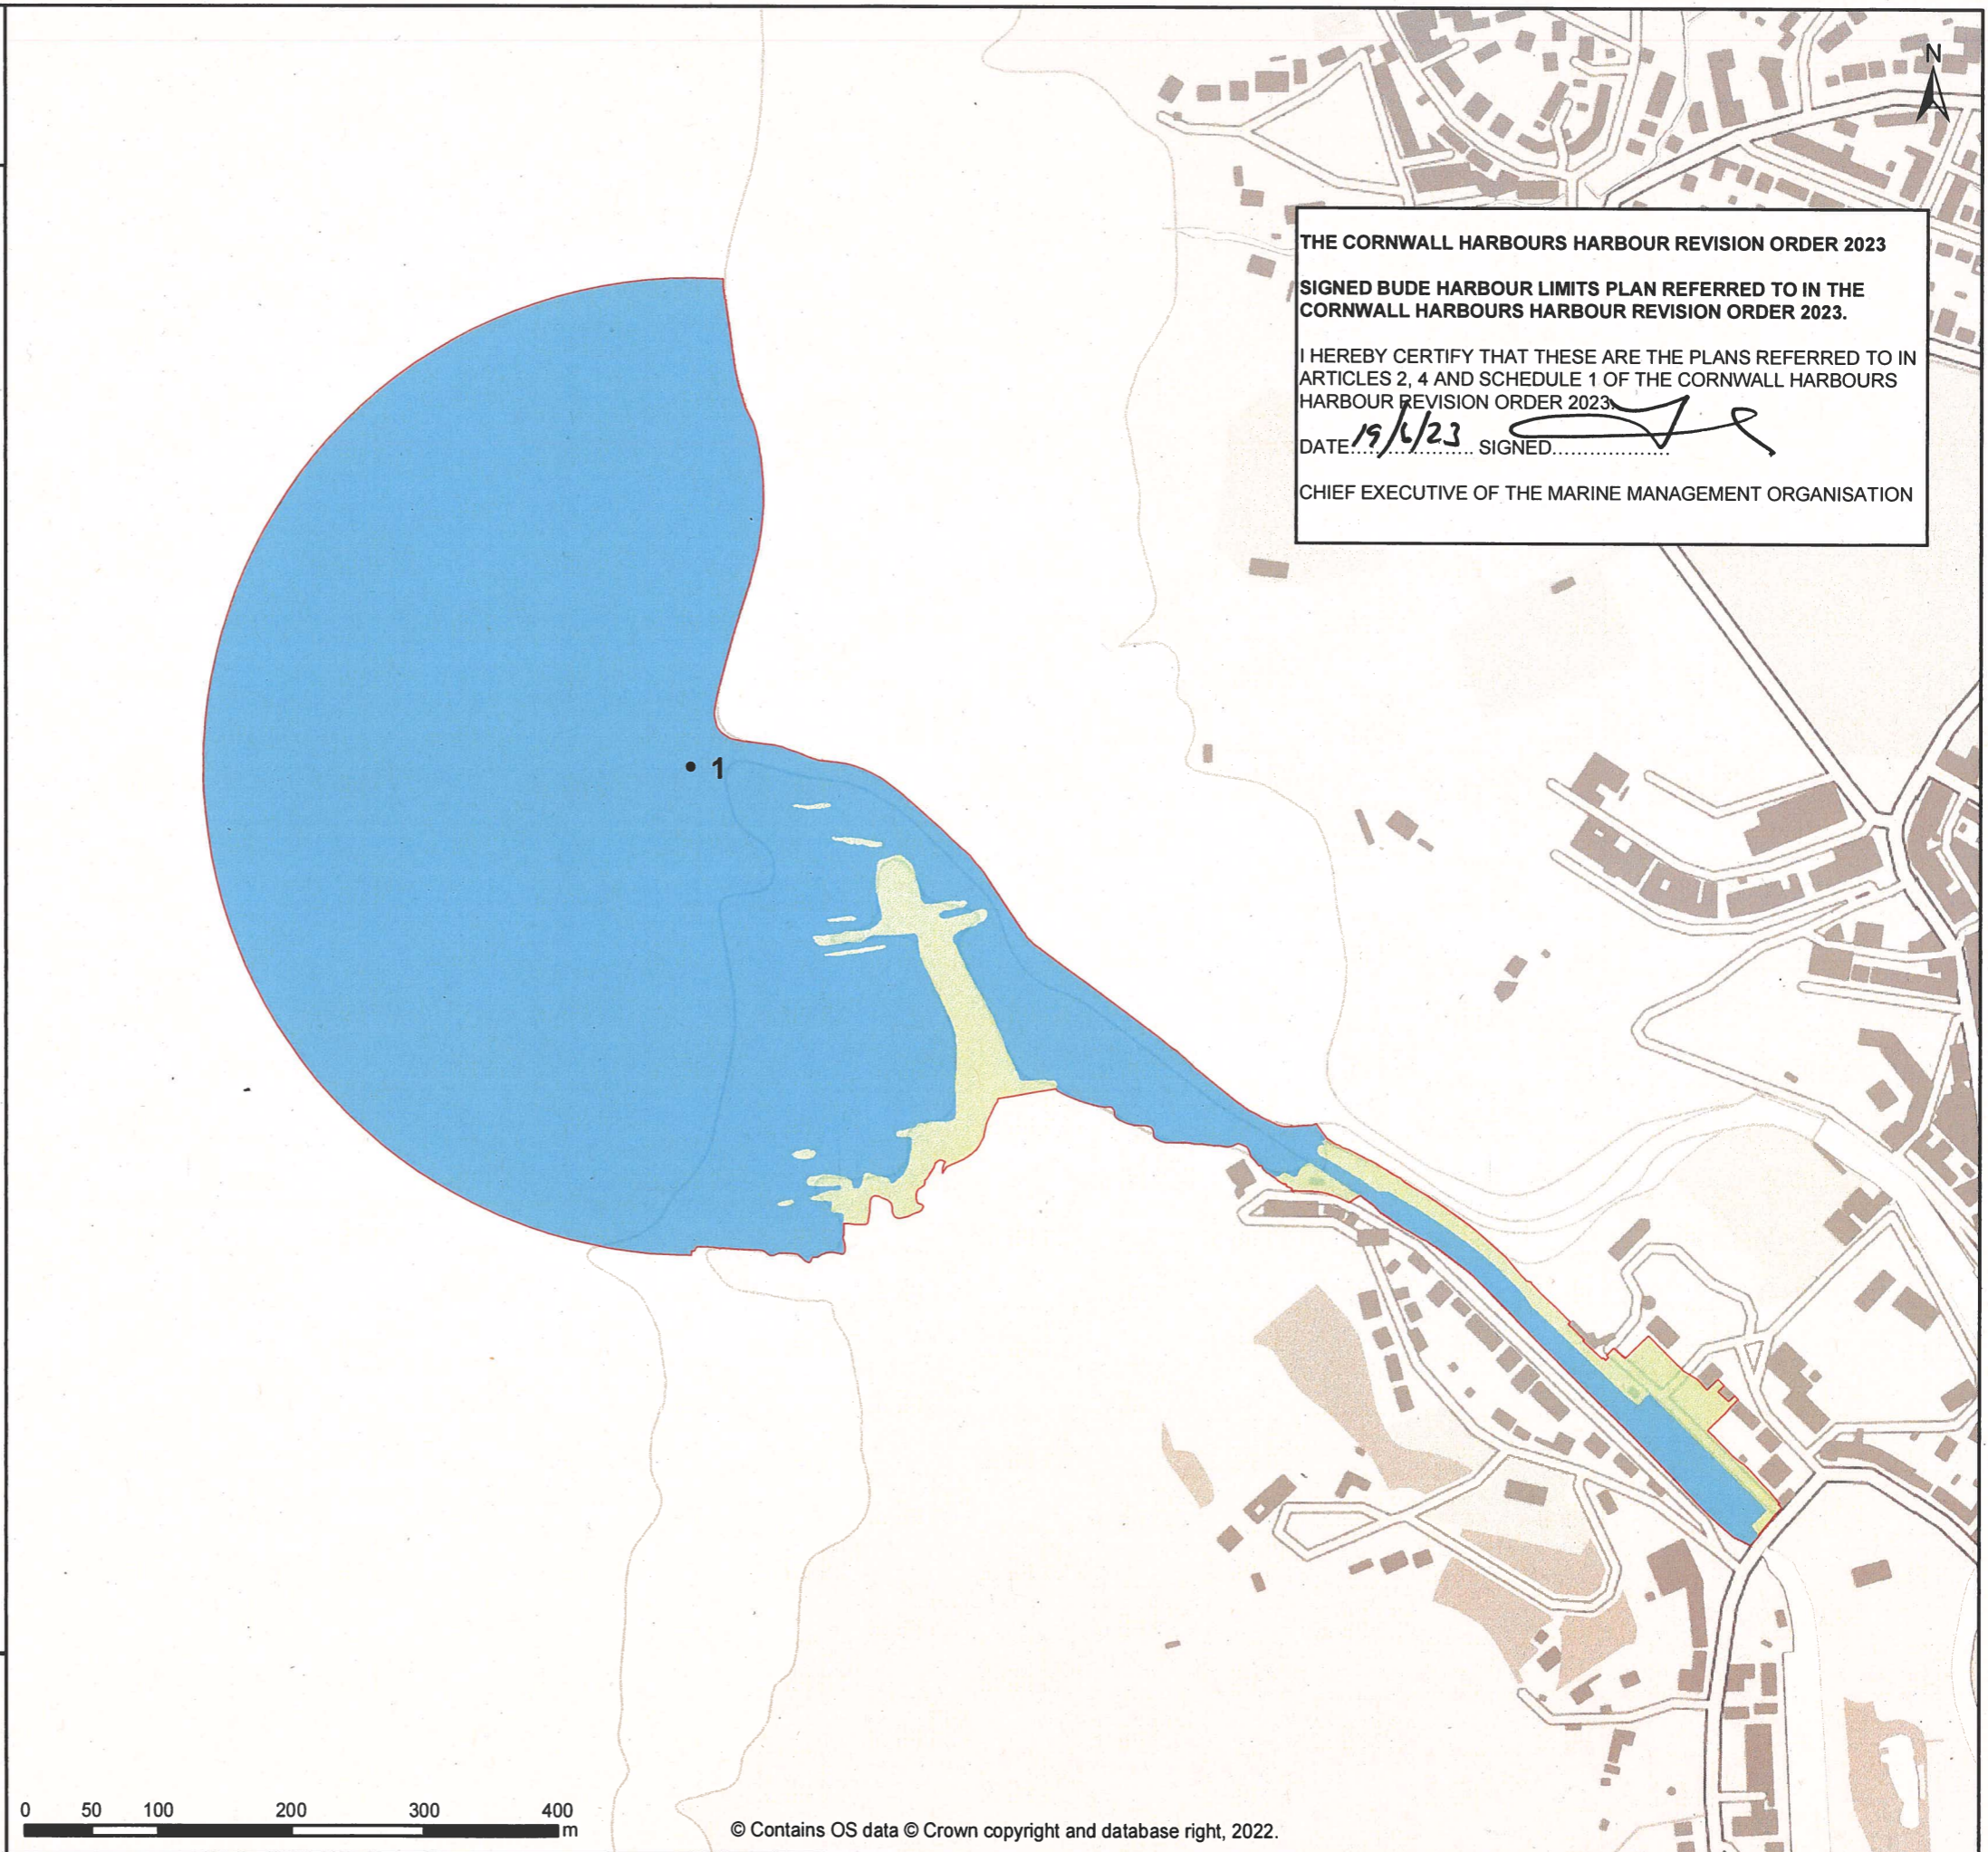 N
THE CORNWALL HARBOURS HARBOUR REVISION ORDER 2023
SIGNED BUDE HARBOUR LIMITS PLAN REFERRED TO IN THE
CORNWALL HARBOURS HARBOUR REVISION ORDER 2023.
I HEREBY CERTIFY THAT THESE ARE THE PLANS REFERRED TO IN
ARTICLES 2, 4 AND SCHEDULE 1 OF THE CORNWALL HARBOURS
HARBOUR REVISION ORDER 2023.
DATE 19/6/23 SIGNED....................
CHIEF EXECUTIVE OF THE MARINE MANAGEMENT ORGANISATION
1
0 50 100 200 300 400
m
© Contains OS data © Crown copyright and database right, 2022.